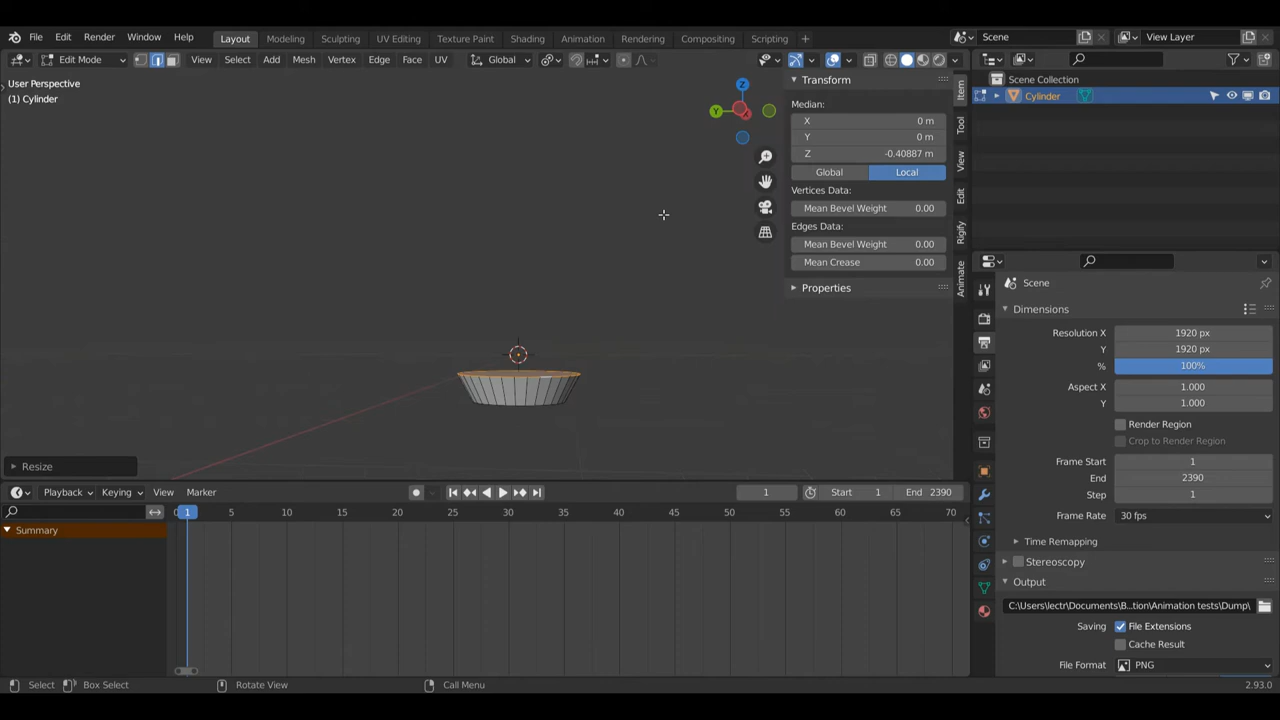 File Edit Render Window Help Layout Modeling Sculpting UV Editing Texture Paint Shading Animation Rendering Compositing Scripting + Scene View Layer
Edit Mode View Select Add Mesh Vertex Edge Face UV Global
User Perspective
(1) Cylinder
Z
Y
Transform
Median:
X 0 m
Y 0 m
Z -0.40887 m
Global Local
Vertices Data:
Mean Bevel Weight 0.00
Edges Data:
Mean Bevel Weight 0.00
Mean Crease 0.00
Properties
Item
Tool
View
Edit
Rigify
Animate
Scene Collection
Cylinder
Scene
Dimensions
Resolution X 1920 px
Y 1920 px
% 100%
Aspect X 1.000
Y 1.000
Render Region
Crop to Render Region
Frame Start 1
End 2390
Step 1
Frame Rate 30 fps
Time Remapping
Stereoscopy
Output
C:\Users\lectr\Documents\B...tion\Animation tests\Dump\
Saving File Extensions
Cache Result
File Format PNG
Resize
Playback Keying View Marker 1 Start 1 End 2390
0 1 5 10 15 20 25 30 35 40 45 50 55 60 65 70
Summary
Select Box Select Rotate View Call Menu 2.93.0